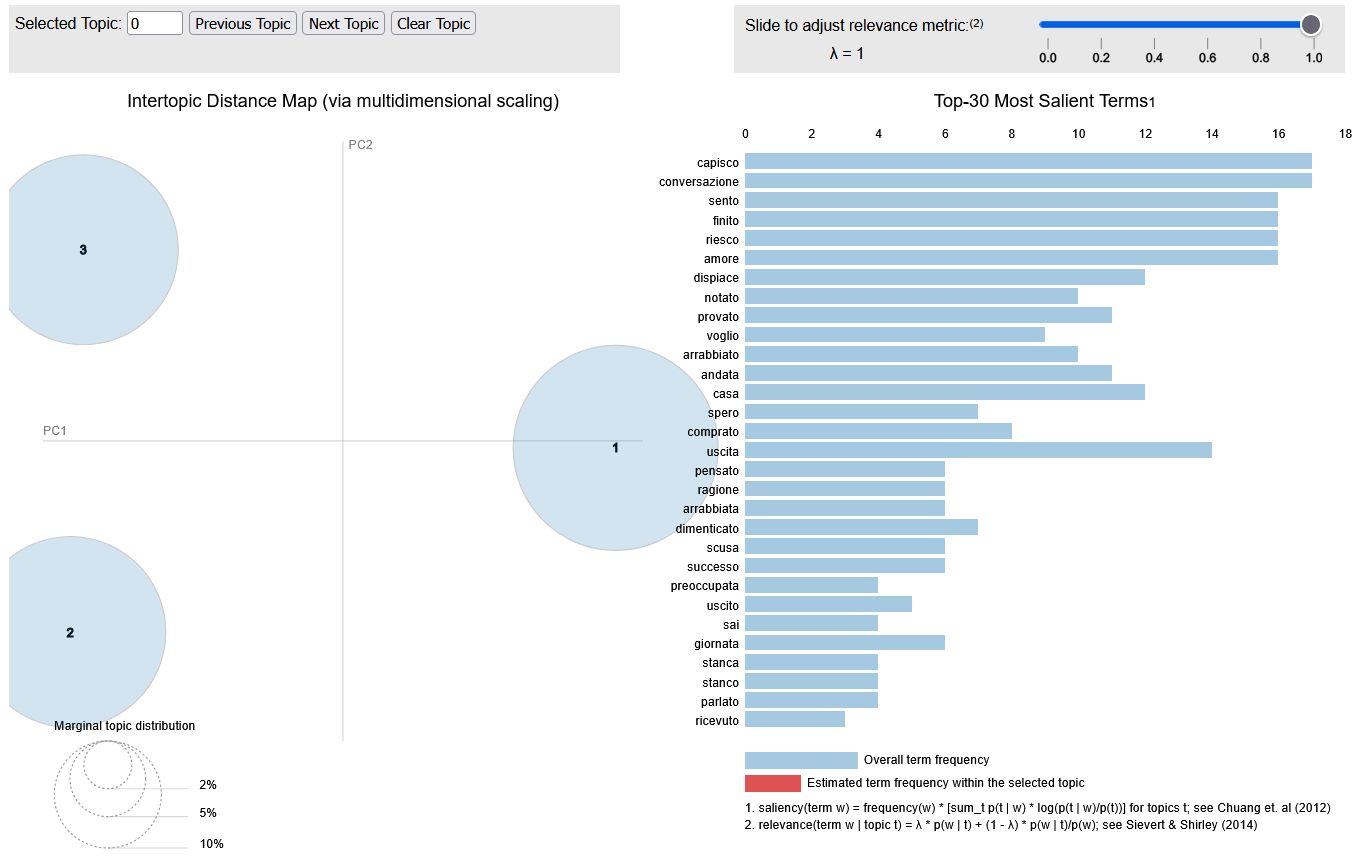 Selected Topic: 0 Previous Topic Next Topic Clear Topic
Slide to adjust relevance metric:(2)
λ = 1
0.0 0.2 0.4 0.6 0.8 1.0
Intertopic Distance Map (via multidimensional scaling)
PC2
PC1
3
1
2
Marginal topic distribution
2%
5%
10%
Top-30 Most Salient Terms1
0 2 4 6 8 10 12 14 16 18
capisco
conversazione
sento
finito
riesco
amore
dispiace
notato
provato
voglio
arrabbiato
andata
casa
spero
comprato
uscita
pensato
ragione
arrabbiata
dimenticato
scusa
successo
preoccupata
uscito
sai
giornata
stanca
stanco
parlato
ricevuto
Overall term frequency
Estimated term frequency within the selected topic
1. saliency(term w) = frequency(w) * [sum_t p(t | w) * log(p(t | w)/p(t))] for topics t; see Chuang et. al (2012)
2. relevance(term w | topic t) = λ * p(w | t) + (1 - λ) * p(w | t)/p(w); see Sievert & Shirley (2014)